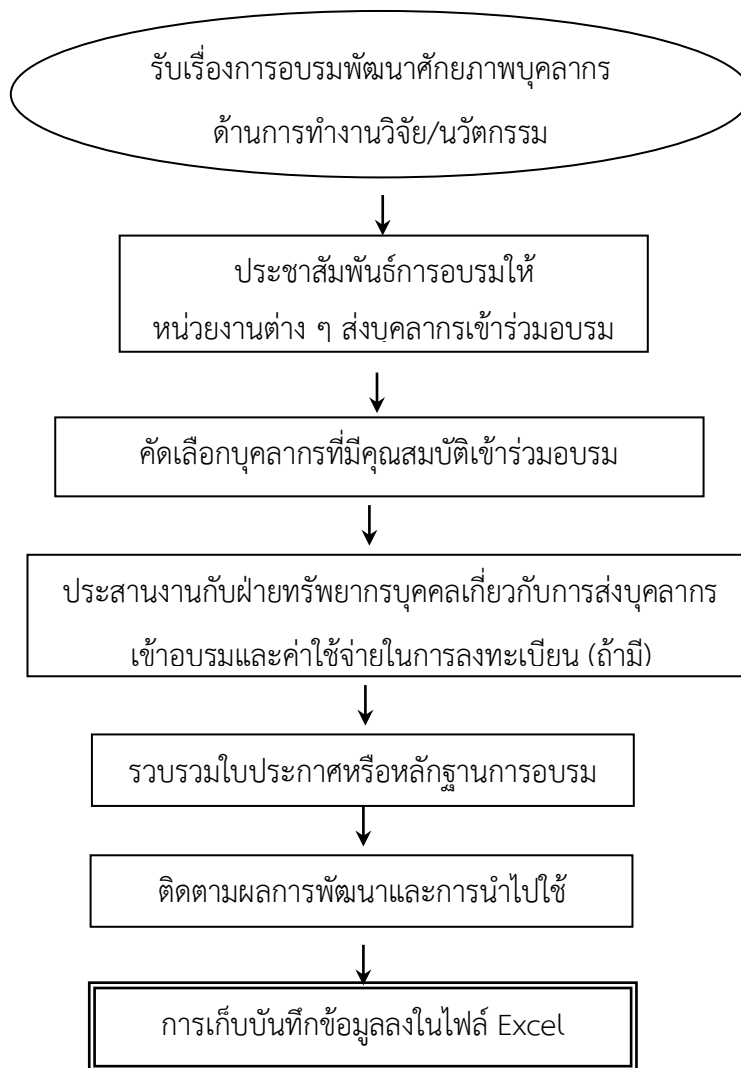 รับเรื่องการอบรมพัฒนาศักยภาพบุคลากร
ด้านการทำงานวิจัย/นวัตกรรม
ประชาสัมพันธ์การอบรมให้
หน่วยงานต่าง ๆ ส่งบุคลากรเข้าร่วมอบรม
คัดเลือกบุคลากรที่มีคุณสมบัติเข้าร่วมอบรม
ประสานงานกับฝ่ายทรัพยากรบุคคลเกี่ยวกับการส่งบุคลากร
เข้าอบรมและค่าใช้จ่ายในการลงทะเบียน (ถ้ามี)
รวบรวมใบประกาศหรือหลักฐานการอบรม
ติดตามผลการพัฒนาและการนำไปใช้
การเก็บบันทึกข้อมูลลงในไฟล์ Excel